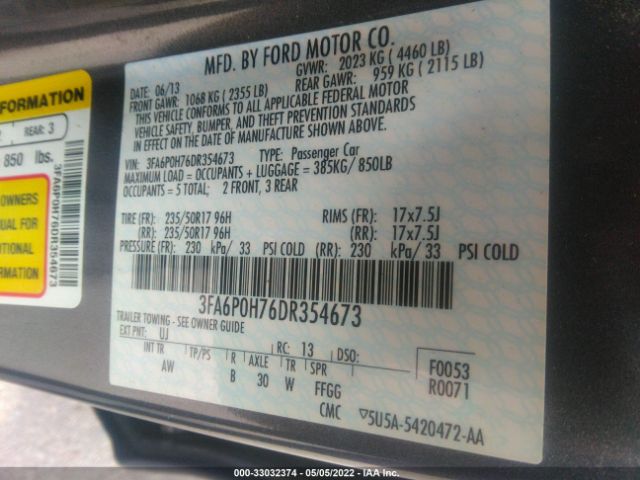 MFD. BY FORD MOTOR CO.
DATE: 06/13 GVWR: 2023 KG ( 4460 LB)
FRONT GAWR: 1068 KG ( 2355 LB) REAR GAWR: 959 KG ( 2115 LB)
THIS VEHICLE CONFORMS TO ALL APPLICABLE FEDERAL MOTOR
VEHICLE SAFETY, BUMPER, AND THEFT PREVENTION STANDARDS
IN EFFECT ON THE DATE OF MANUFACTURE SHOWN ABOVE
VIN: 3FA6P0H76DR354673 TYPE: Passenger Car
MAXIMUM LOAD = OCCUPANTS + LUGGAGE = 385KG/ 850LB
OCCUPANTS = 5 TOTAL; 2 FRONT, 3 REAR
TIRE (FR): 235/50R17 96H RIMS (FR): 17x7.5J
(RR): 235/50R17 96H (RR): 17x7.5J
PRESSURE (FR): 230 kPa/ 33 PSI COLD (RR): 230 kPa/ 33 PSI COLD
3FA6P0H76DR354673
TRAILER TOWING - SEE OWNER GUIDE
EXT PNT: UJ RC: 13 DSO: F0053
INT TR TP/PS R AXLE TR SPR R0071
AW B 30 W FFGG
CMC ▽5U5A-5420472-AA
FORMATION
2 REAR: 3
850 lbs.
3FA6P0H76DR354673
OWNERS
UAL FOR
ITIONAL
ORMATION
000-33032374 - 05/05/2022 - IAA Inc.